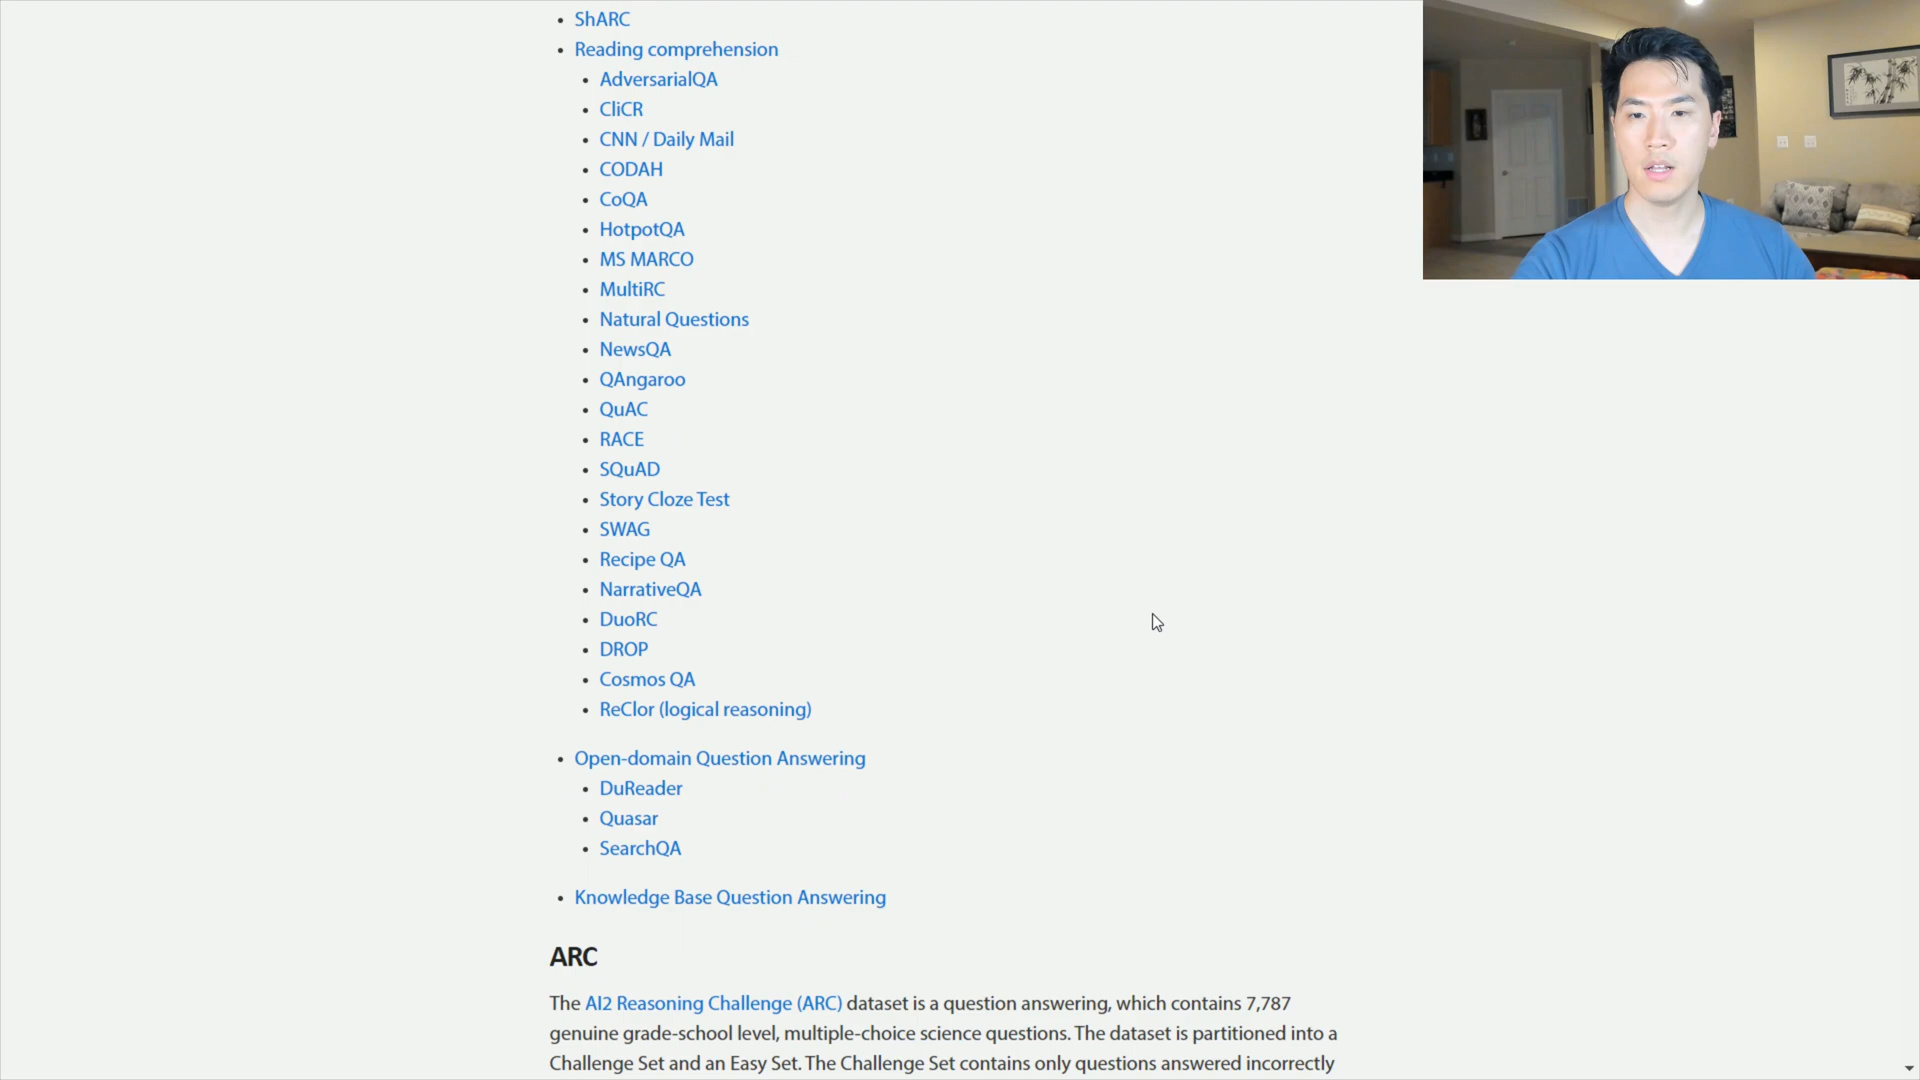 ShARC
Reading comprehension
AdversarialQA
CliCR
CNN / Daily Mail
CODAH
CoQA
HotpotQA
MS MARCO
MultiRC
Natural Questions
NewsQA
QAngaroo
QuAC
RACE
SQuAD
Story Cloze Test
SWAG
Recipe QA
NarrativeQA
DuoRC
DROP
Cosmos QA
ReClor (logical reasoning)
Open-domain Question Answering
DuReader
Quasar
SearchQA
Knowledge Base Question Answering
ARC
The AI2 Reasoning Challenge (ARC) dataset is a question answering, which contains 7,787
genuine grade-school level, multiple-choice science questions. The dataset is partitioned into a
Challenge Set and an Easy Set. The Challenge Set contains only questions answered incorrectly